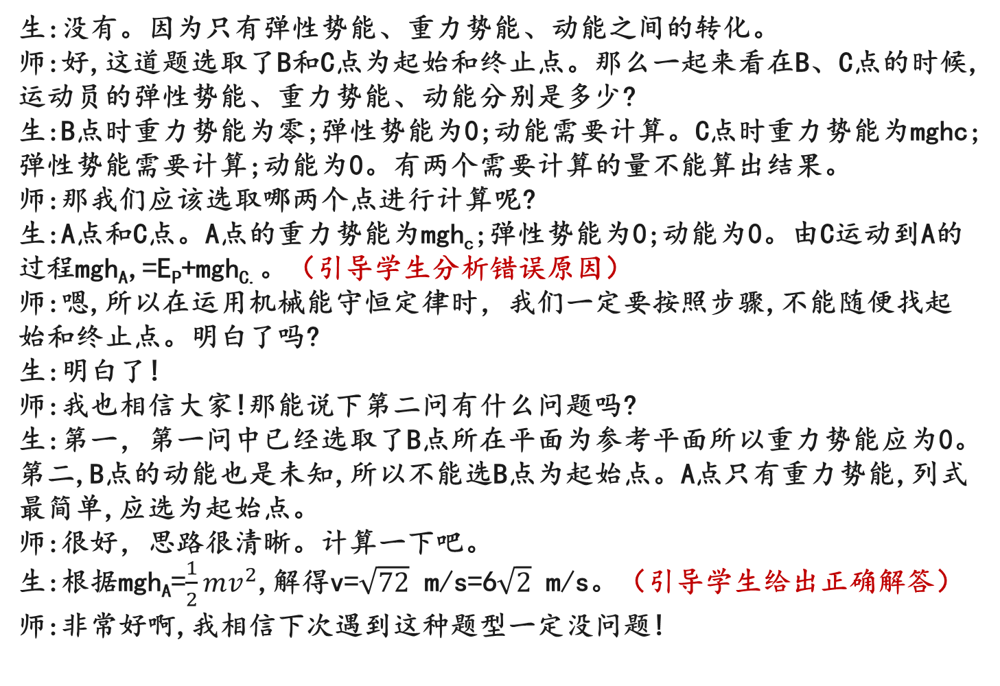 生:没有。因为只有弹性势能、重力势能、动能之间的转化。
师:好,这道题选取了B和C点为起始和终止点。那么一起来看在B、C点的时候,
运动员的弹性势能、重力势能、动能分别是多少?
生:B点时重力势能为零;弹性势能为0;动能需要计算。C点时重力势能为mghc;
弹性势能需要计算;动能为0。有两个需要计算的量不能算出结果。
师:那我们应该选取哪两个点进行计算呢?
生:A点和C点。A点的重力势能为mgh_c;弹性势能为0;动能为0。由C运动到A的
过程mgh_A,=E_P+mgh_C.。（引导学生分析错误原因）
师:嗯,所以在运用机械能守恒定律时，我们一定要按照步骤,不能随便找起
始和终止点。明白了吗?
生:明白了!
师:我也相信大家!那能说下第二问有什么问题吗?
生:第一，第一问中已经选取了B点所在平面为参考平面所以重力势能应为0。
第二,B点的动能也是未知,所以不能选B点为起始点。A点只有重力势能,列式
最简单,应选为起始点。
师:很好，思路很清晰。计算一下吧。
生:根据mgh_A=1/2 mv²,解得v=√72 m/s=6√2 m/s。（引导学生给出正确解答）
师:非常好啊,我相信下次遇到这种题型一定没问题!